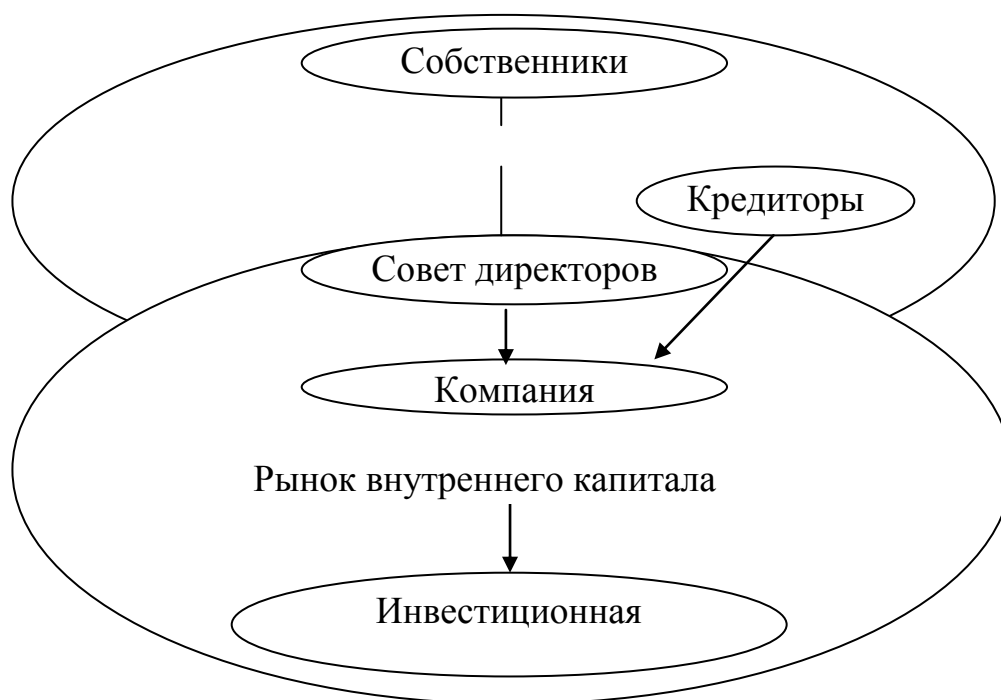 Собственники
Кредиторы
Совет директоров
Компания
Рынок внутреннего капитала
Инвестиционная